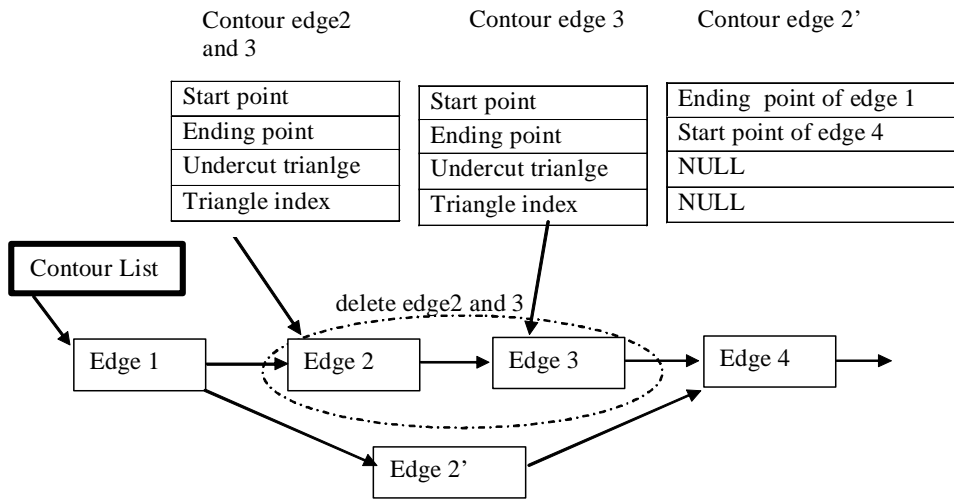 Contour edge2
and 3
Contour edge 3
Contour edge 2’
Start point
Ending point
Undercut trianlge
Triangle index
Start point
Ending point
Undercut trianlge
Triangle index
Ending point of edge 1
Start point of edge 4
NULL
NULL
Contour List
delete edge2 and 3
Edge 1
Edge 2
Edge 3
Edge 4
Edge 2’